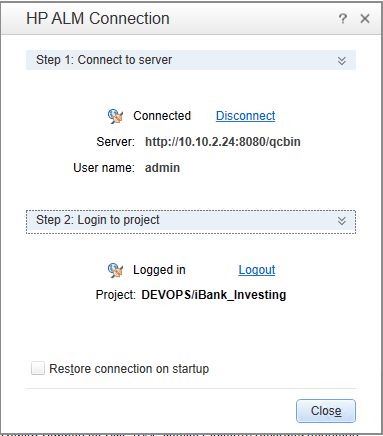 HP ALM Connection
Step 1: Connect to server
Connected Disconnect
Server: http://10.10.2.24:8080/qcbin
User name: admin
Step 2: Login to project
Logged in Logout
Project: DEVOPS/iBank_Investing
Restore connection on startup
Close